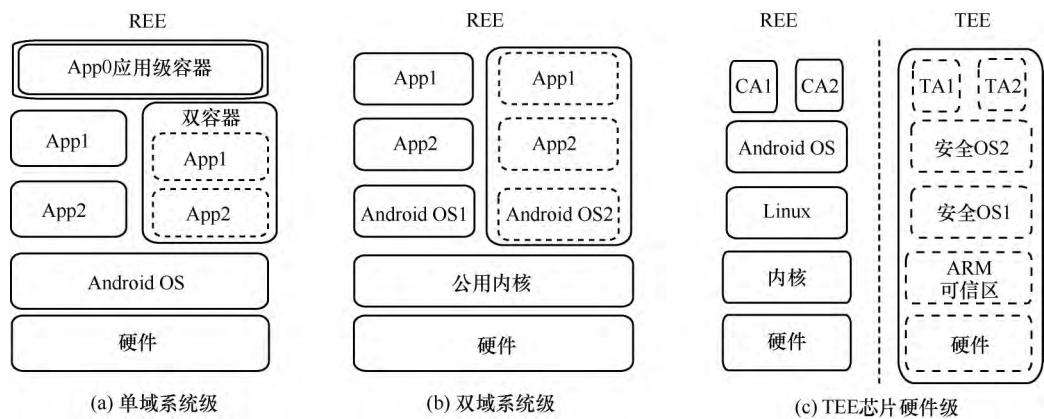 REE
App0应用级容器
App1
App2
双容器
App1
App2
Android OS
硬件
(a) 单域系统级
REE
App1
App2
Android OS1
App1
App2
Android OS2
公用内核
硬件
(b) 双域系统级
REE
CA1
CA2
Android OS
Linux
内核
硬件
TEE
TA1
TA2
安全OS2
安全OS1
ARM
可信区
硬件
(c) TEE芯片硬件级